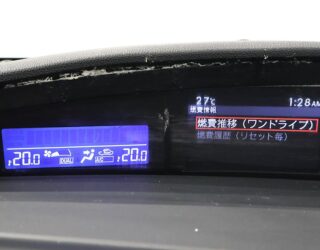 27℃ 1:28AM
燃費情報
燃費推移（ワンドライブ）
燃費履歴（リセット毎）
20.0 DUAL A/C 20.0